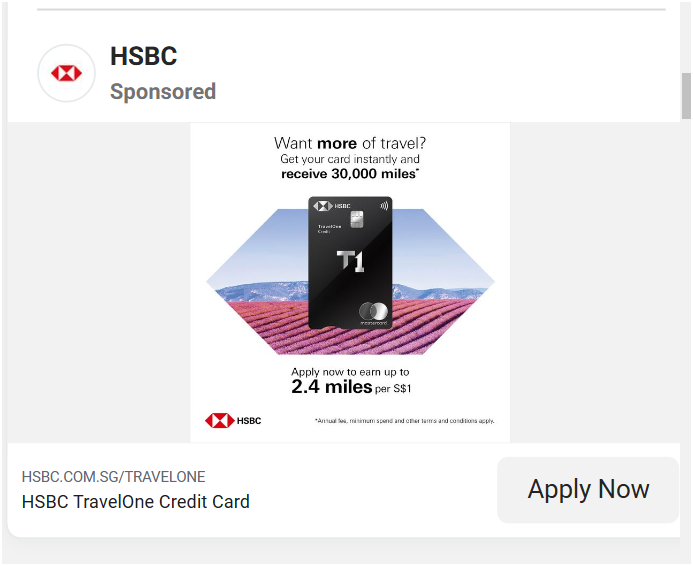 HSBC
Sponsored
Want more of travel?
Get your card instantly and
receive 30,000 miles*
HSBC
TravelOne
Credit
T1
mastercard
Apply now to earn up to
2.4 miles per S$1
HSBC
*Annual fee, minimum spend and other terms and conditions apply.
HSBC.COM.SG/TRAVELONE
HSBC TravelOne Credit Card
Apply Now